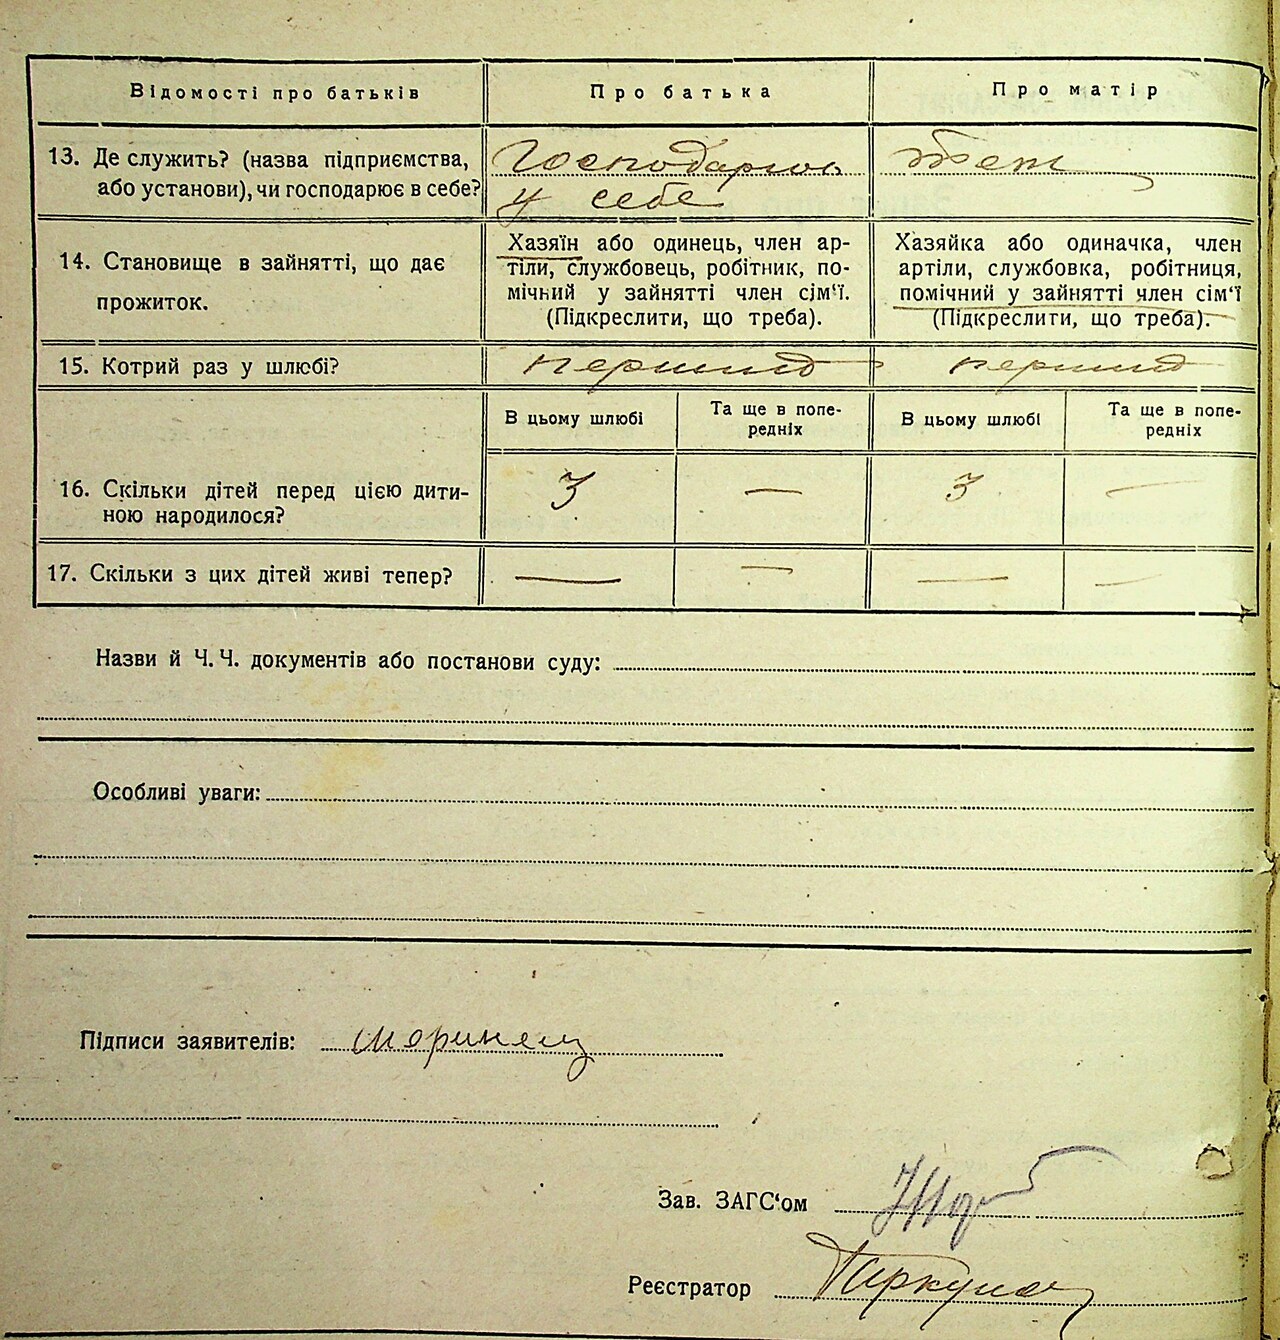 Відомості про батьків
Про батька
Про матір
13. Де служить? (назва підприємства,
або установи), чи господарює в себе?
Господарює
у себе
теж
14. Становище в зайнятті, що дає
прожиток.
Хазяїн або одинець, член ар-
тіли, службовець, робітник, по-
мічний у зайнятті член сім‘ї.
(Підкреслити, що треба).
Хазяйка або одиначка, член
артіли, службовка, робітниця,
помічний у зайнятті член сім‘ї
(Підкреслити, що треба).
15. Котрий раз у шлюбі?
перший
перший
В цьому шлюбі
Та ще в попе-
редніх
В цьому шлюбі
Та ще в попе-
редніх
16. Скільки дітей перед цією дити-
ною народилося?
3
—
3
—
17. Скільки з цих дітей живі тепер?
—
—
—
—
Назви й Ч. Ч. документів або постанови суду:
Особливі уваги:
Підписи заявителів:
Зав. ЗАГС‘ом
Реєстратор